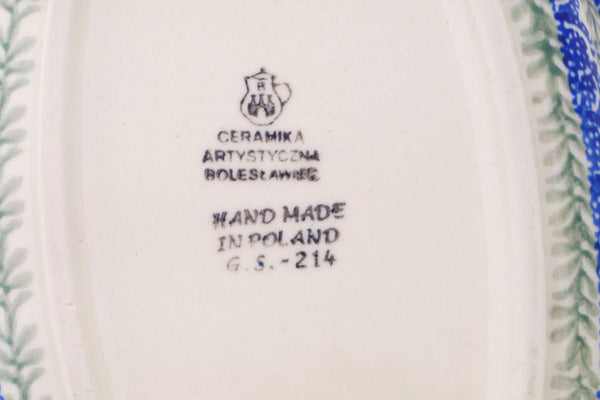 B
CERAMIKA
ARTYSTYCZNA
BOLESŁAWIEC
HAND MADE
IN POLAND
G.S.-214